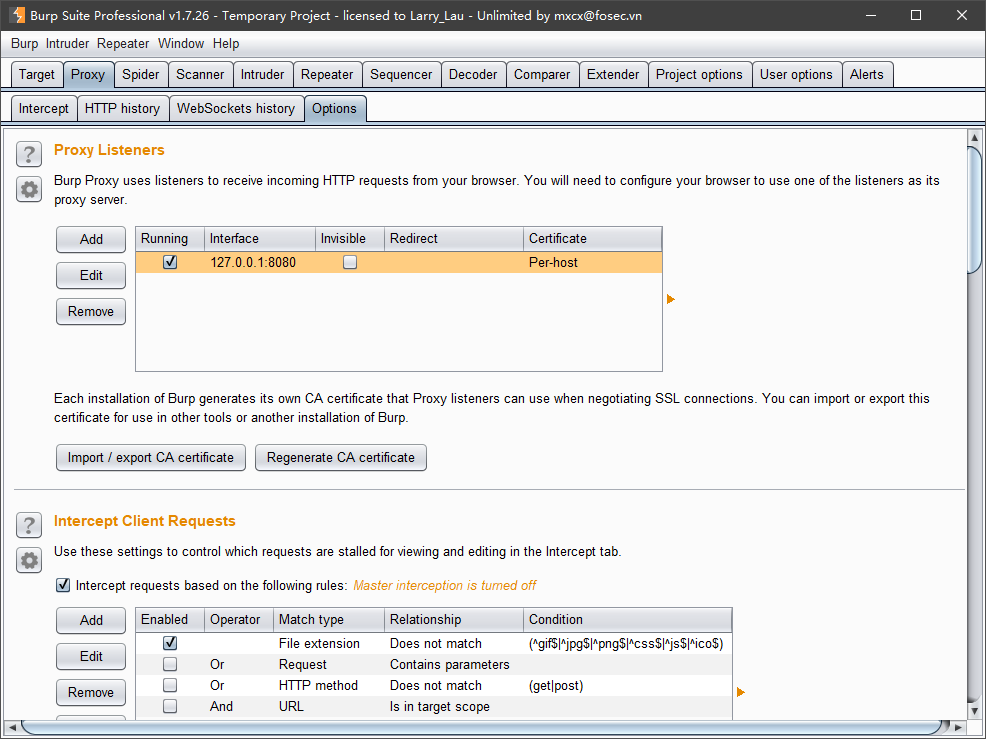 Burp Suite Professional v1.7.26 - Temporary Project - licensed to Larry_Lau - Unlimited by mxcx@fosec.vn
Burp Intruder Repeater Window Help
Target Proxy Spider Scanner Intruder Repeater Sequencer Decoder Comparer Extender Project options User options Alerts
Intercept HTTP history WebSockets history Options
? Proxy Listeners
Burp Proxy uses listeners to receive incoming HTTP requests from your browser. You will need to configure your browser to use one of the listeners as its
proxy server.
Add Running Interface Invisible Redirect Certificate
127.0.0.1:8080 Per-host
Edit
Remove
Each installation of Burp generates its own CA certificate that Proxy listeners can use when negotiating SSL connections. You can import or export this
certificate for use in other tools or another installation of Burp.
Import / export CA certificate Regenerate CA certificate
? Intercept Client Requests
Use these settings to control which requests are stalled for viewing and editing in the Intercept tab.
Intercept requests based on the following rules: Master interception is turned off
Add Enabled Operator Match type Relationship Condition
File extension Does not match (^gif$|^jpg$|^png$|^css$|^js$|^ico$)
Edit Or Request Contains parameters
Remove Or HTTP method Does not match (get|post)
And URL Is in target scope